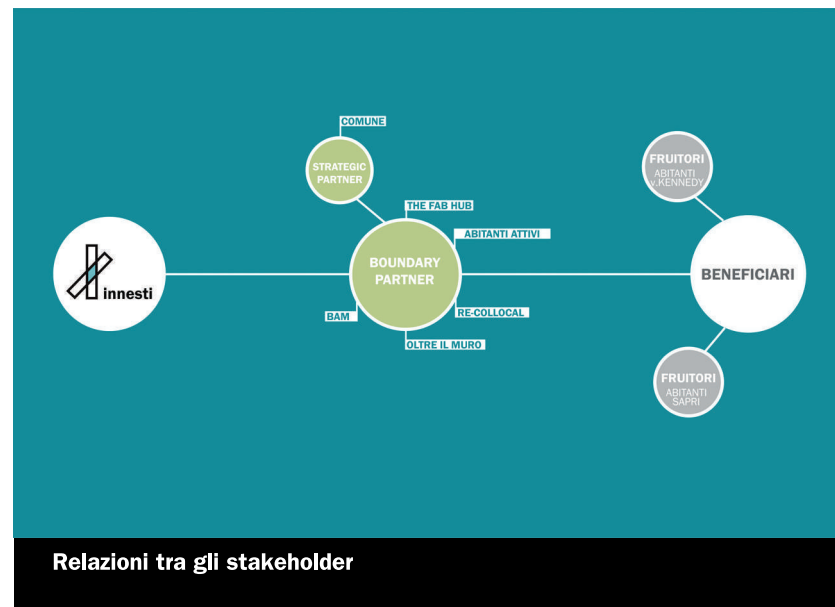 COMUNE
STRATEGIC
PARTNER
THE FAB HUB
ABITANTI ATTIVI
BOUNDARY
PARTNER
BAM
RE-COLLOCAL
OLTRE IL MURO
innesti
FRUITORI
ABITANTI
v.KENNEDY
BENEFICIARI
FRUITORI
ABITANTI
SAPRI
Relazioni tra gli stakeholder